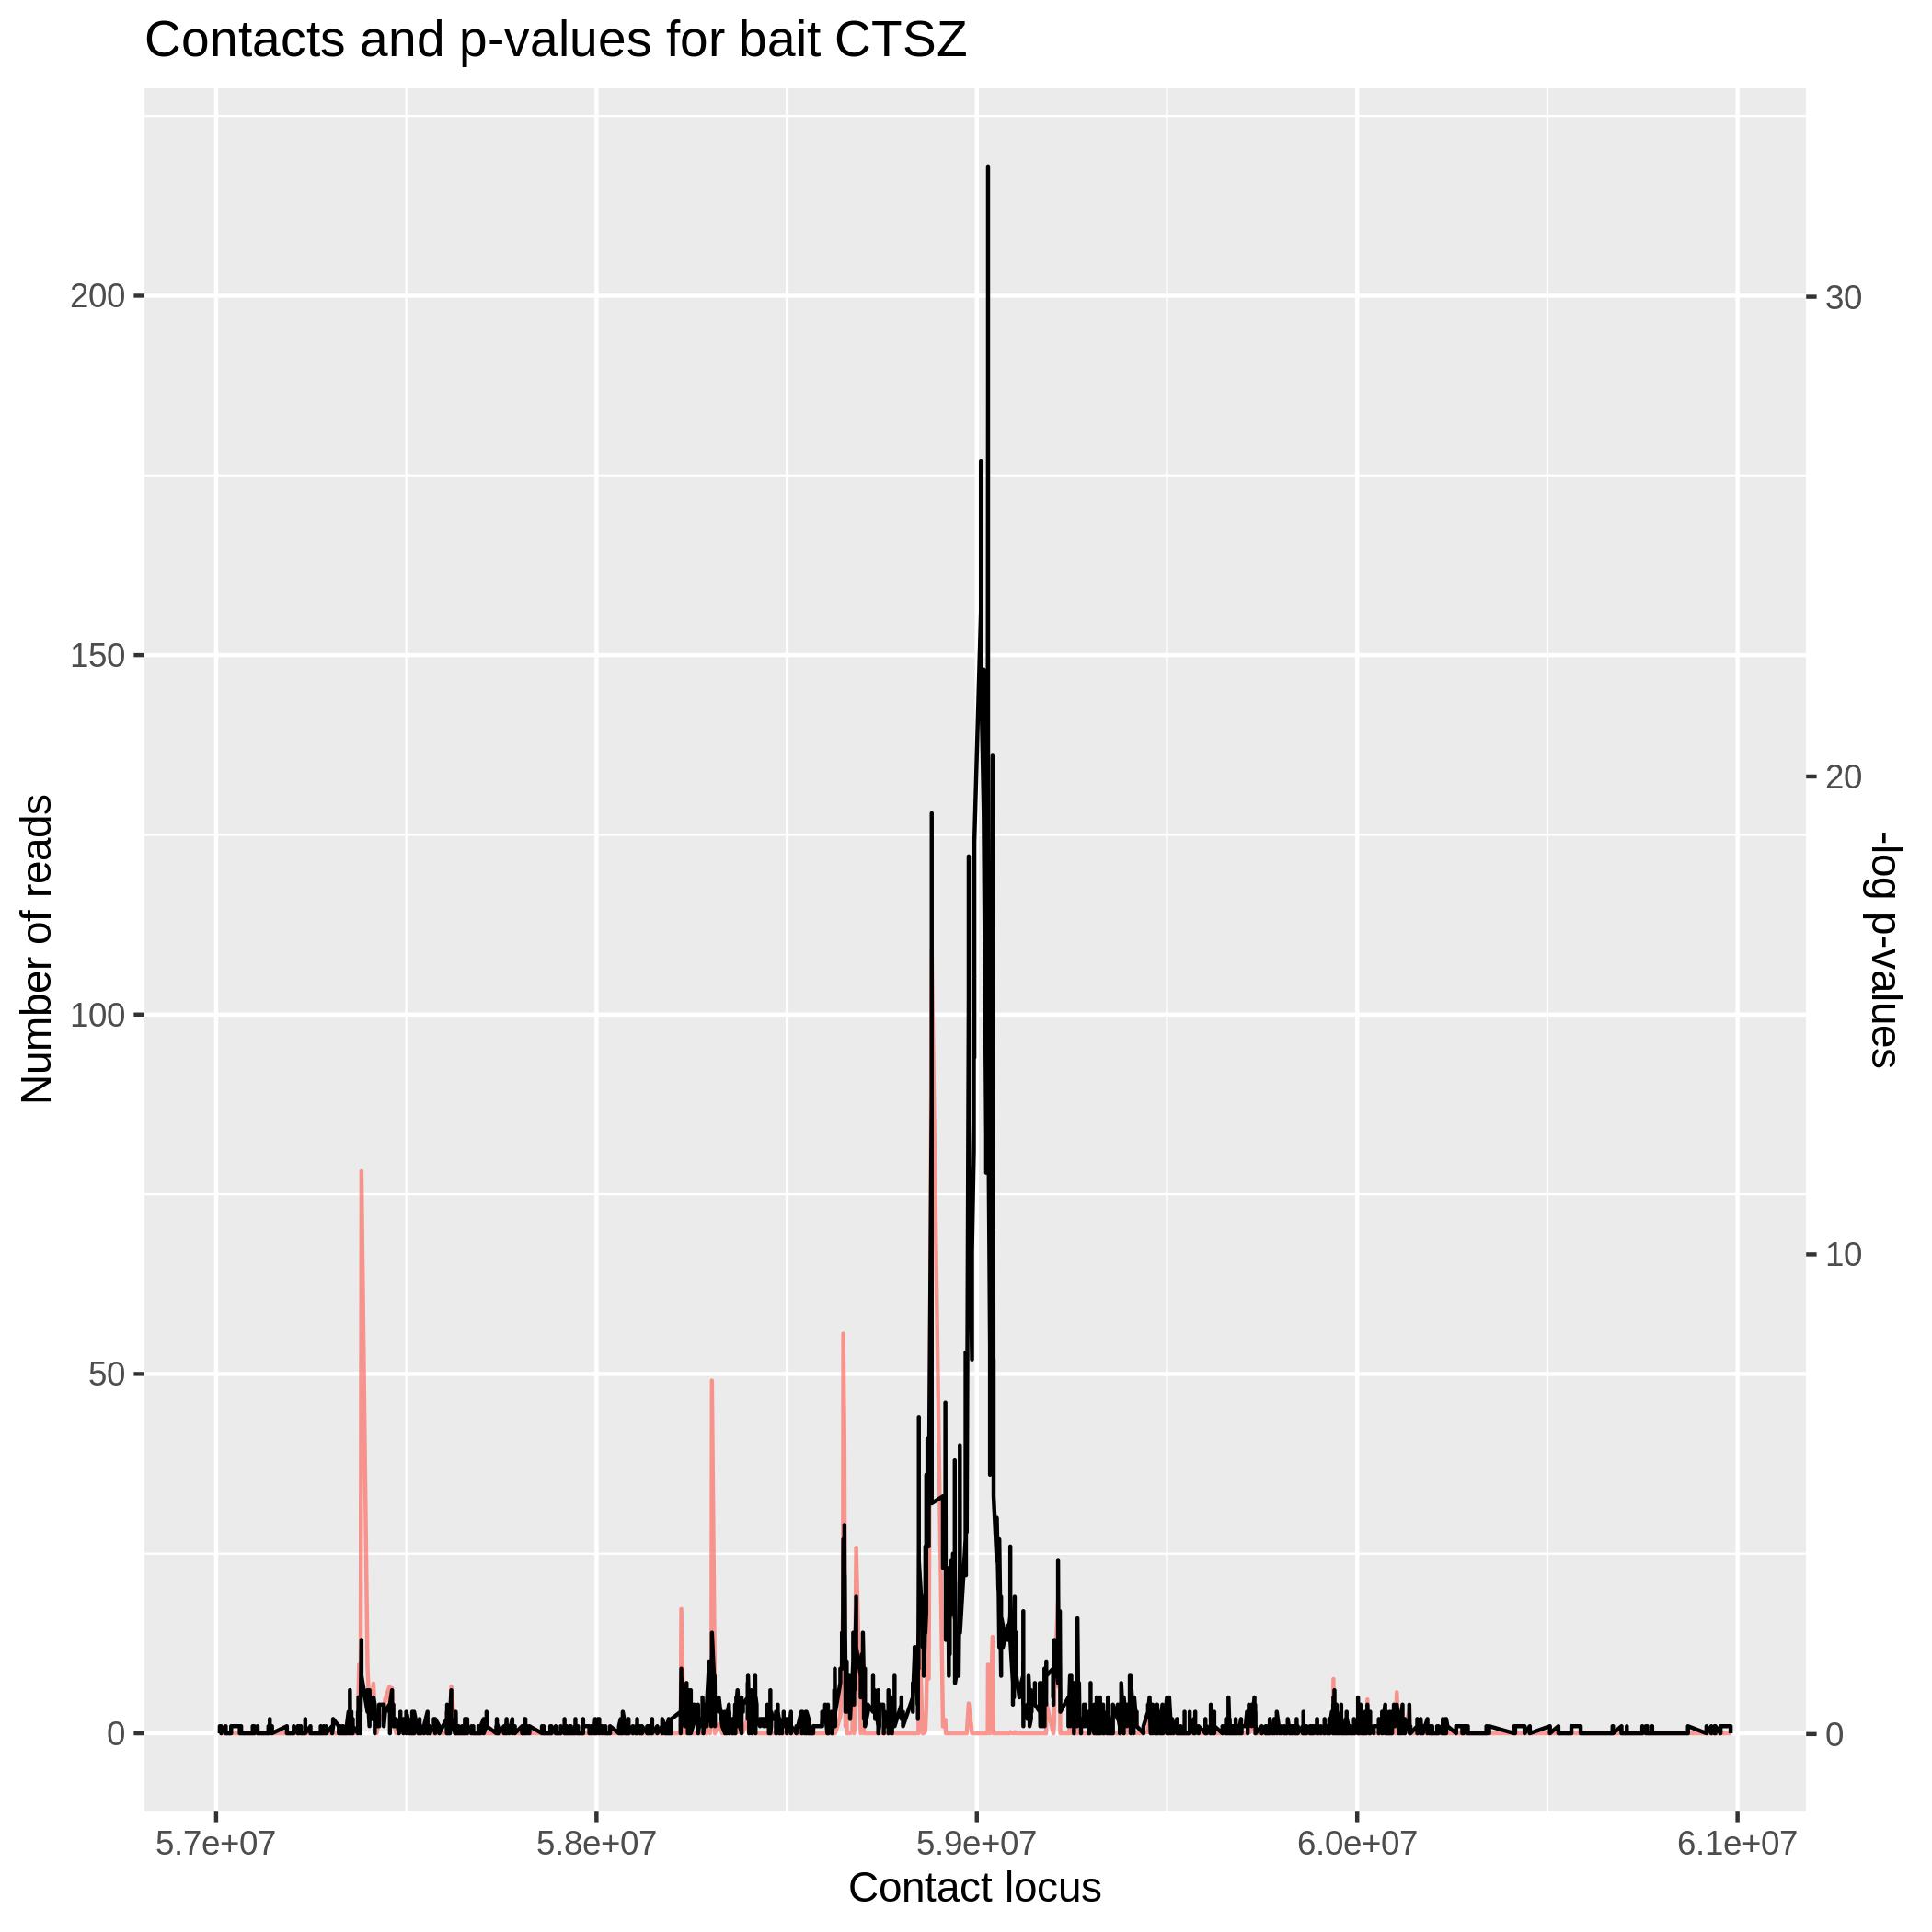 Contacts and p-values for bait CTSZ
Number of reads
200
150
100
50
0
30
20
10
0
-log p-values
5.7e+07 5.8e+07 5.9e+07 6.0e+07 6.1e+07
Contact locus